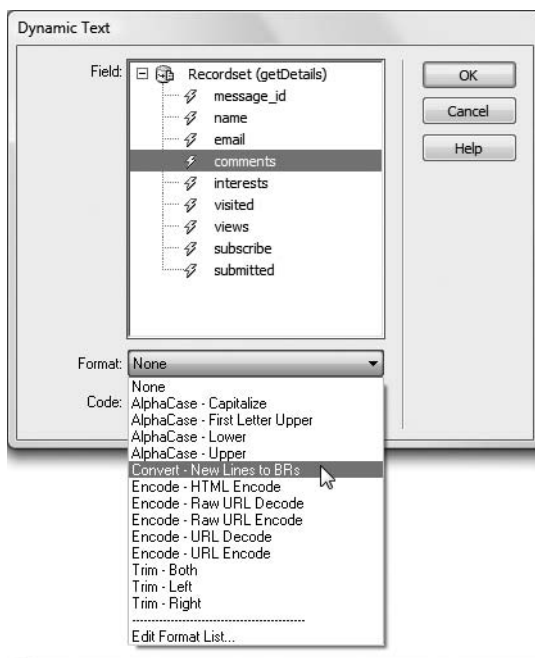 Dynamic Text
Field:
Recordset (getDetails)
message_id
name
email
comments
interests
visited
views
subscribe
submitted
OK
Cancel
Help
Format: None
Code:
None
AlphaCase - Capitalize
AlphaCase - First Letter Upper
AlphaCase - Lower
AlphaCase - Upper
Convert - New Lines to BRs
Encode - HTML Encode
Encode - Raw URL Decode
Encode - Raw URL Encode
Encode - URL Decode
Encode - URL Encode
Trim - Both
Trim - Left
Trim - Right
Edit Format List...